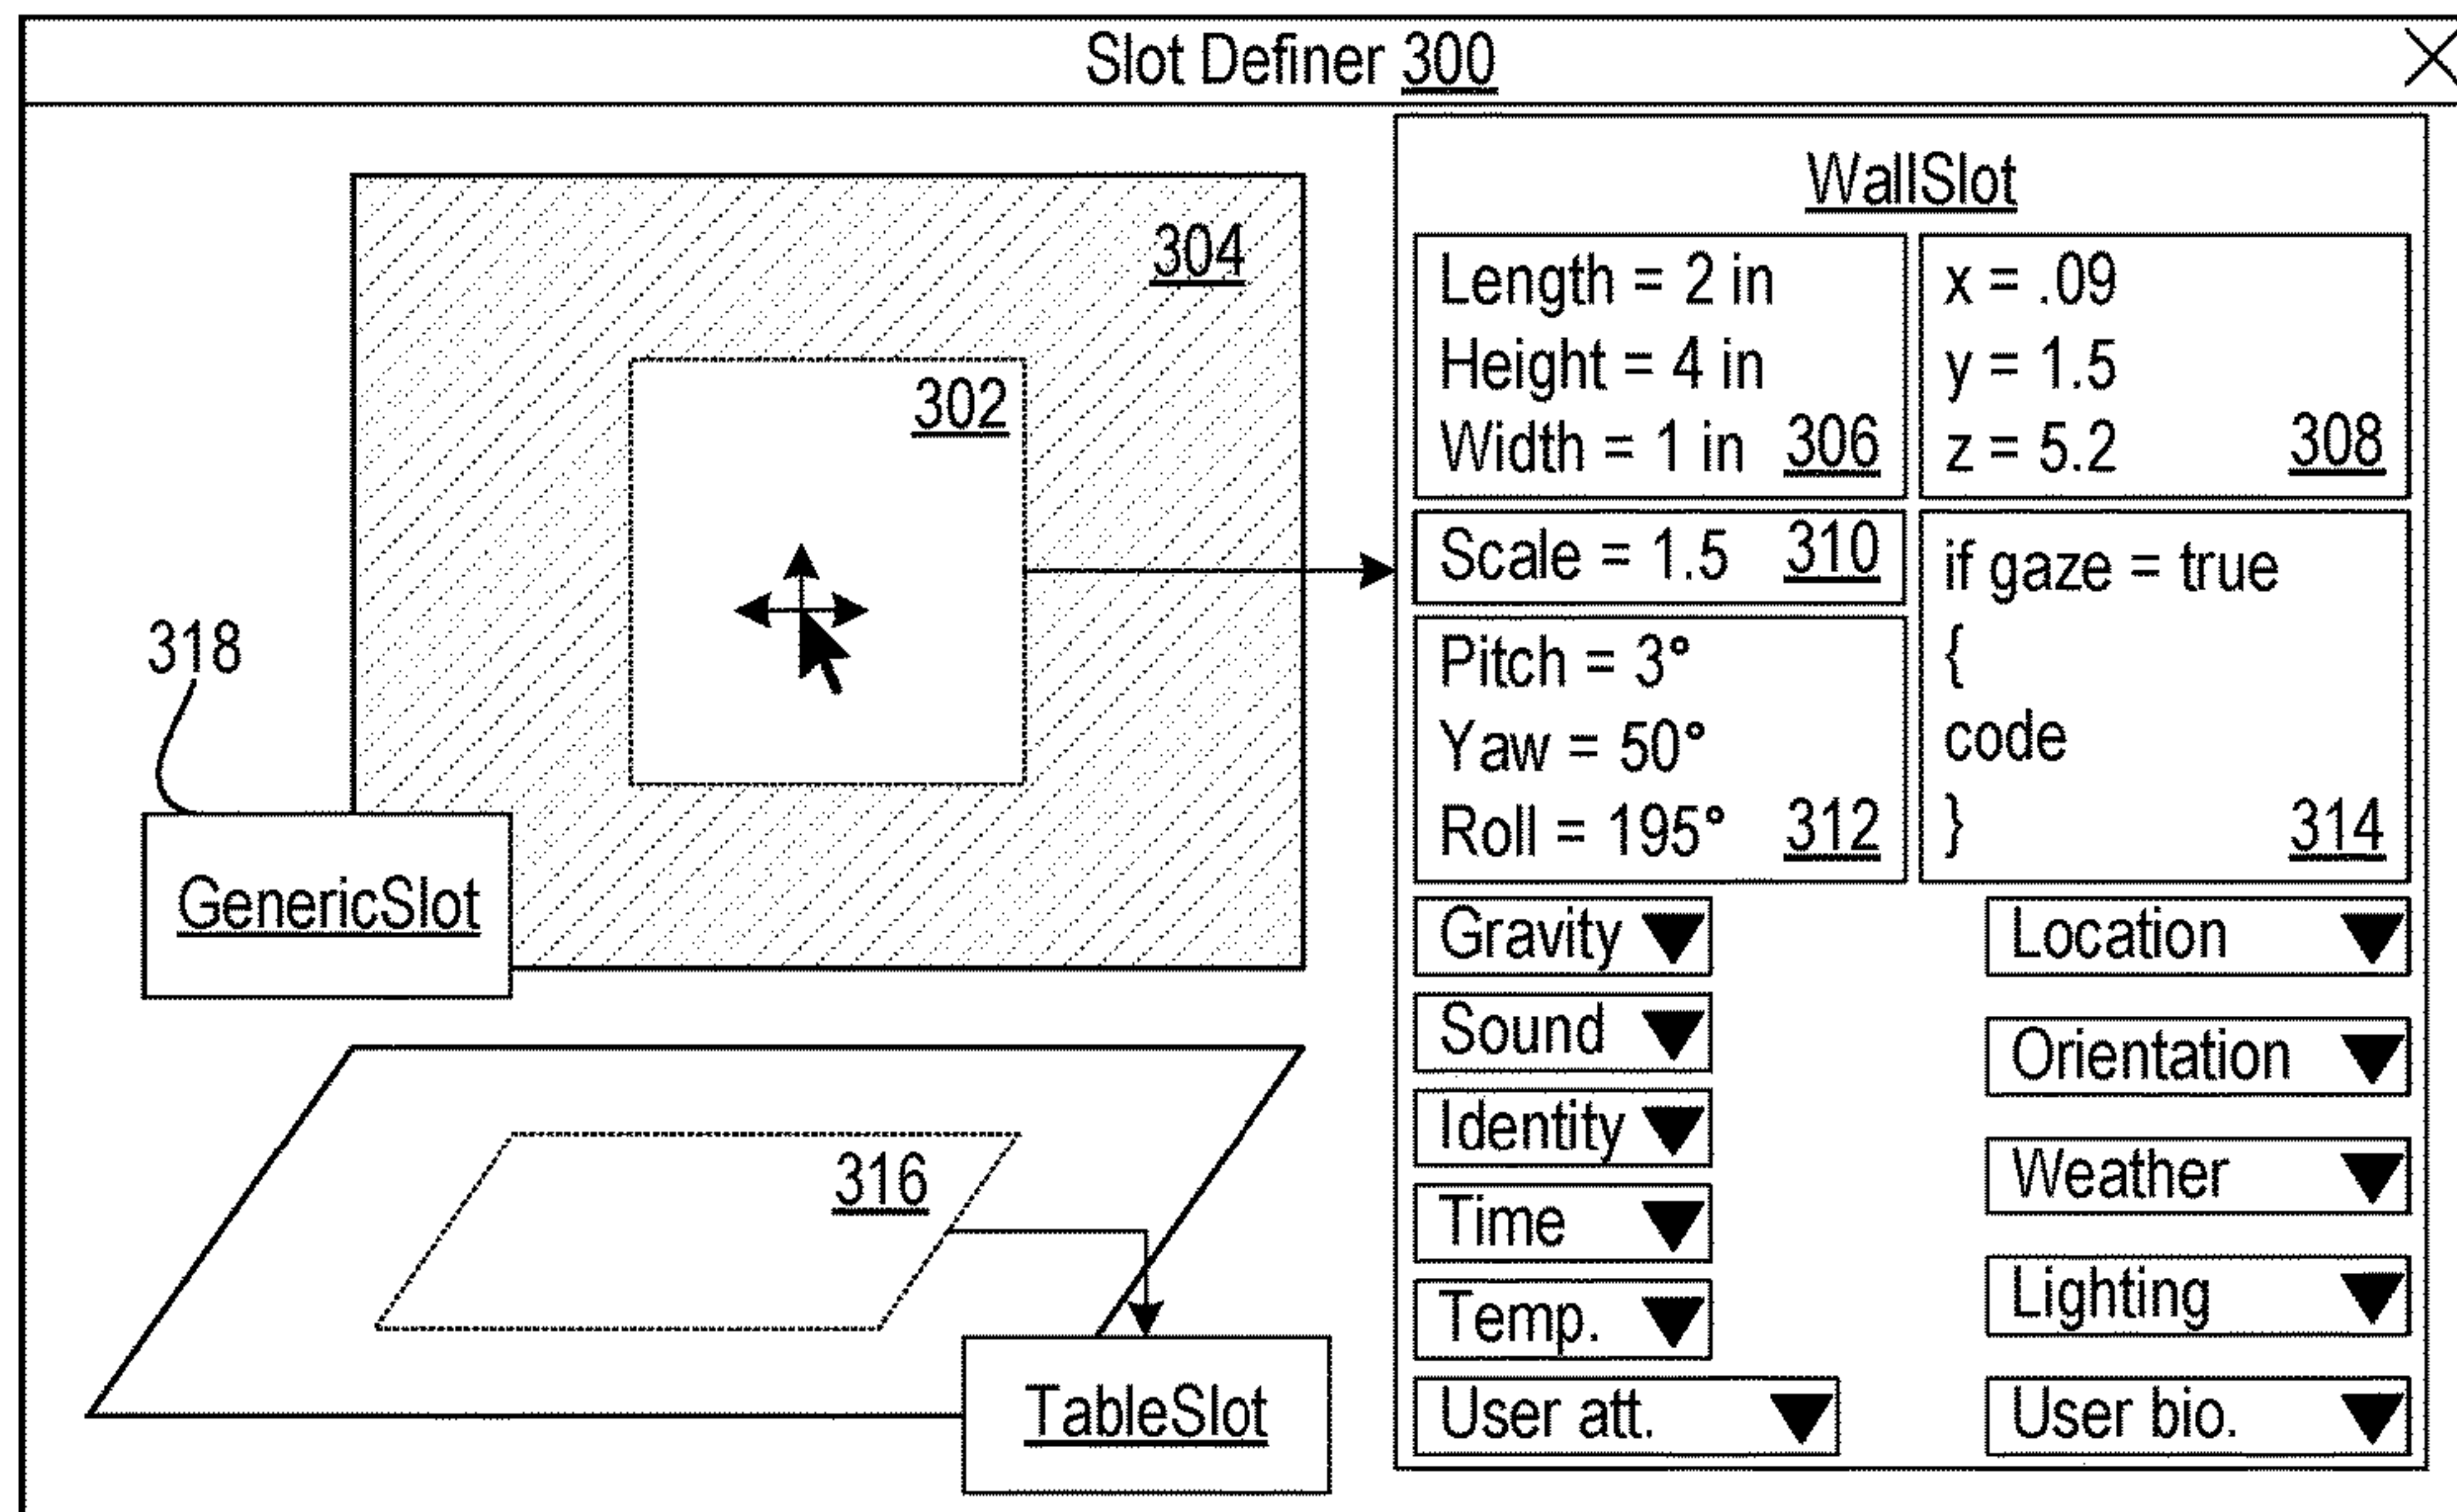 Slot Definer 300
304
302
318
GenericSlot
316
TableSlot
WallSlot
Length = 2 in
Height = 4 in
Width = 1 in 306
x = .09
y = 1.5
z = 5.2 308
Scale = 1.5 310
Pitch = 3°
Yaw = 50°
Roll = 195° 312
if gaze = true
{
code
} 314
Gravity
Sound
Identity
Time
Temp.
User att.
Location
Orientation
Weather
Lighting
User bio.